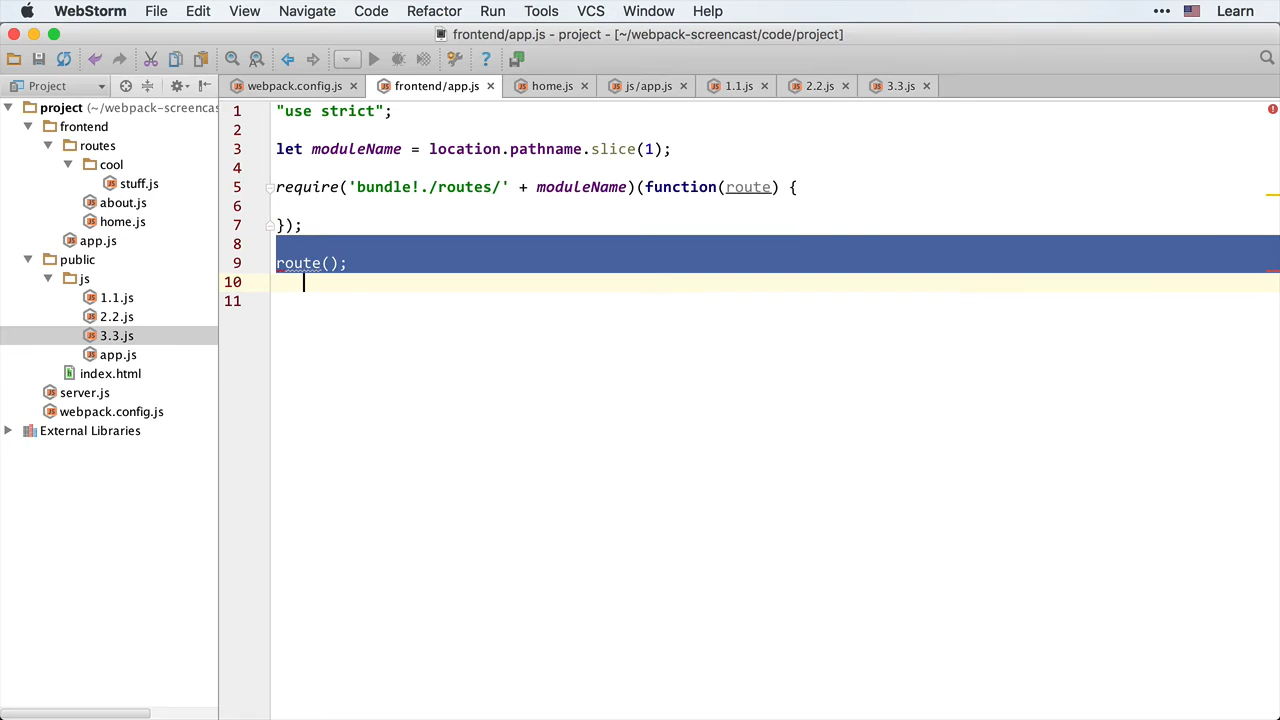 WebStorm File Edit View Navigate Code Refactor Run Tools VCS Window Help ••• Learn
frontend/app.js - project - [~/webpack-screencast/code/project]
Project
webpack.config.js frontend/app.js home.js js/app.js 1.1.js 2.2.js 3.3.js
project (~/webpack-screencas
frontend
routes
cool
stuff.js
about.js
home.js
app.js
public
js
1.1.js
2.2.js
3.3.js
app.js
index.html
server.js
webpack.config.js
External Libraries
1 "use strict";
2
3 let moduleName = location.pathname.slice(1);
4
5 require('bundle!./routes/' + moduleName)(function(route) {
6
7 });
8
9 route();
10
11